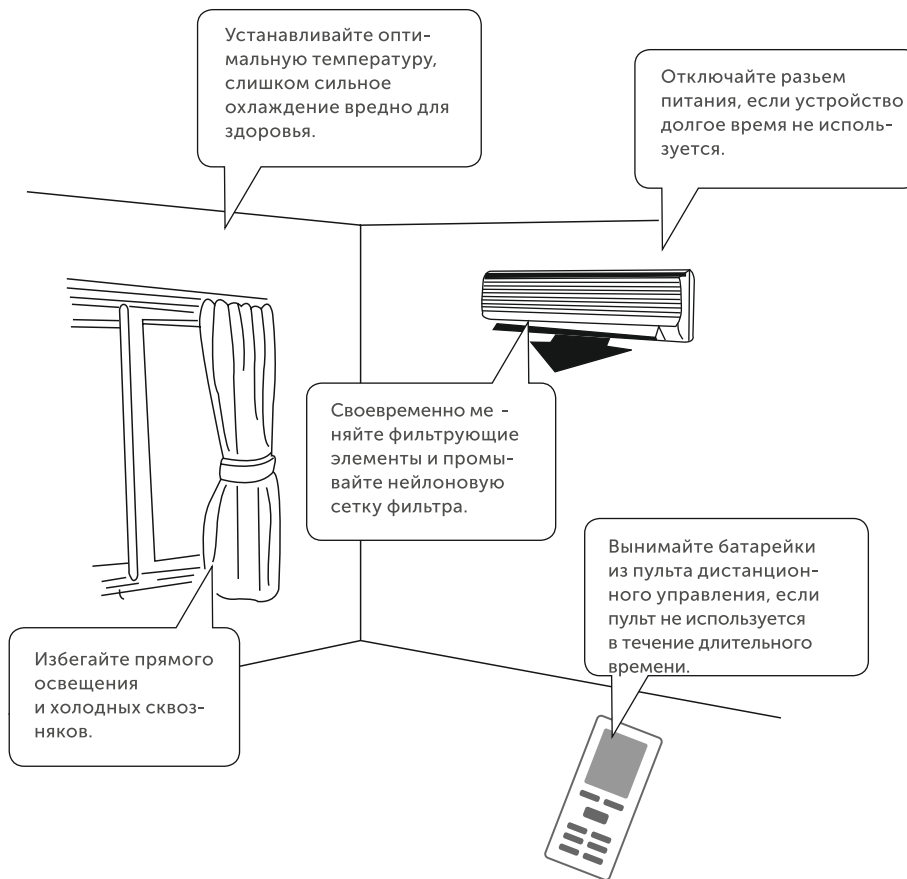 Устанавливайте опти-
мальную температуру,
слишком сильное
охлаждение вредно для
здоровья.
Отключайте разьем
питания, если устройство
долгое время не исполь-
зуется.
Своевременно ме -
няйте фильтрующие
элементы и промы-
вайте нейлоновую
сетку фильтра.
Вынимайте батарейки
из пульта дистанцион-
ного управления, если
пульт не используется
в течение длительного
времени.
Избегайте прямого
освещения
и холодных сквоз-
няков.